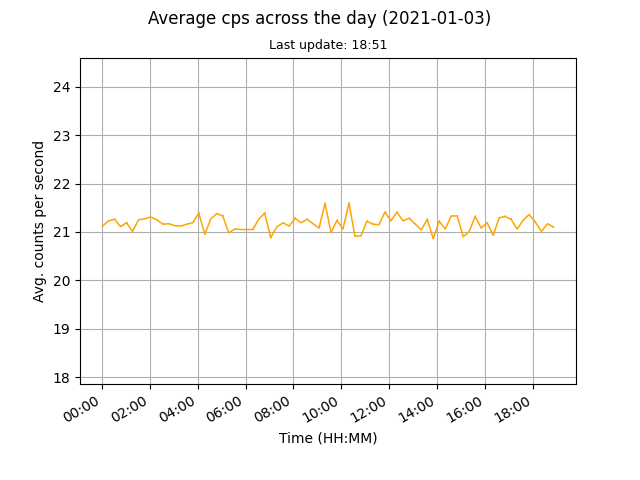 Average cps across the day (2021-01-03)
Last update: 18:51
24
23
22
21
20
19
18
Avg. counts per second
00:00 02:00 04:00 06:00 08:00 10:00 12:00 14:00 16:00 18:00
Time (HH:MM)